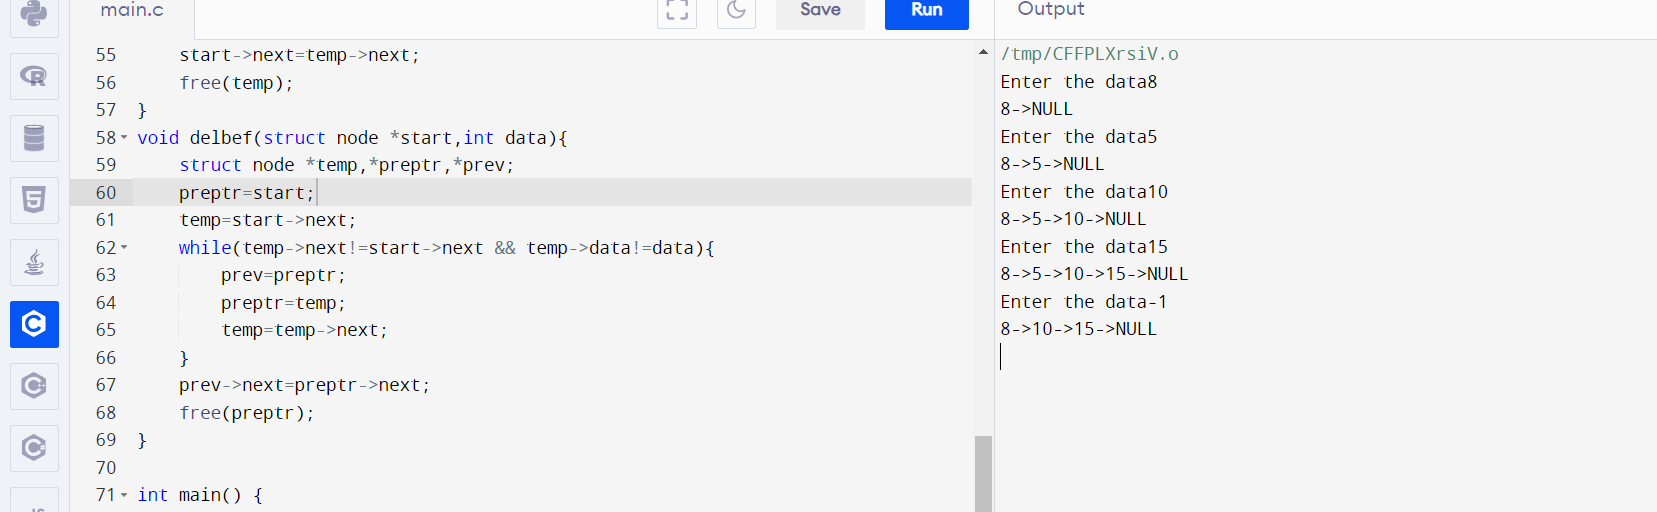 main.c
Save
Run
Output
55 start->next=temp->next;
56 free(temp);
57 }
58 void delbef(struct node *start,int data){
59 struct node *temp,*preptr,*prev;
60 preptr=start;
61 temp=start->next;
62 while(temp->next!=start->next && temp->data!=data){
63 prev=preptr;
64 preptr=temp;
65 temp=temp->next;
66 }
67 prev->next=preptr->next;
68 free(preptr);
69 }
70
71 int main() {
/tmp/CFFPLXrsiV.o
Enter the data8
8->NULL
Enter the data5
8->5->NULL
Enter the data10
8->5->10->NULL
Enter the data15
8->5->10->15->NULL
Enter the data-1
8->10->15->NULL